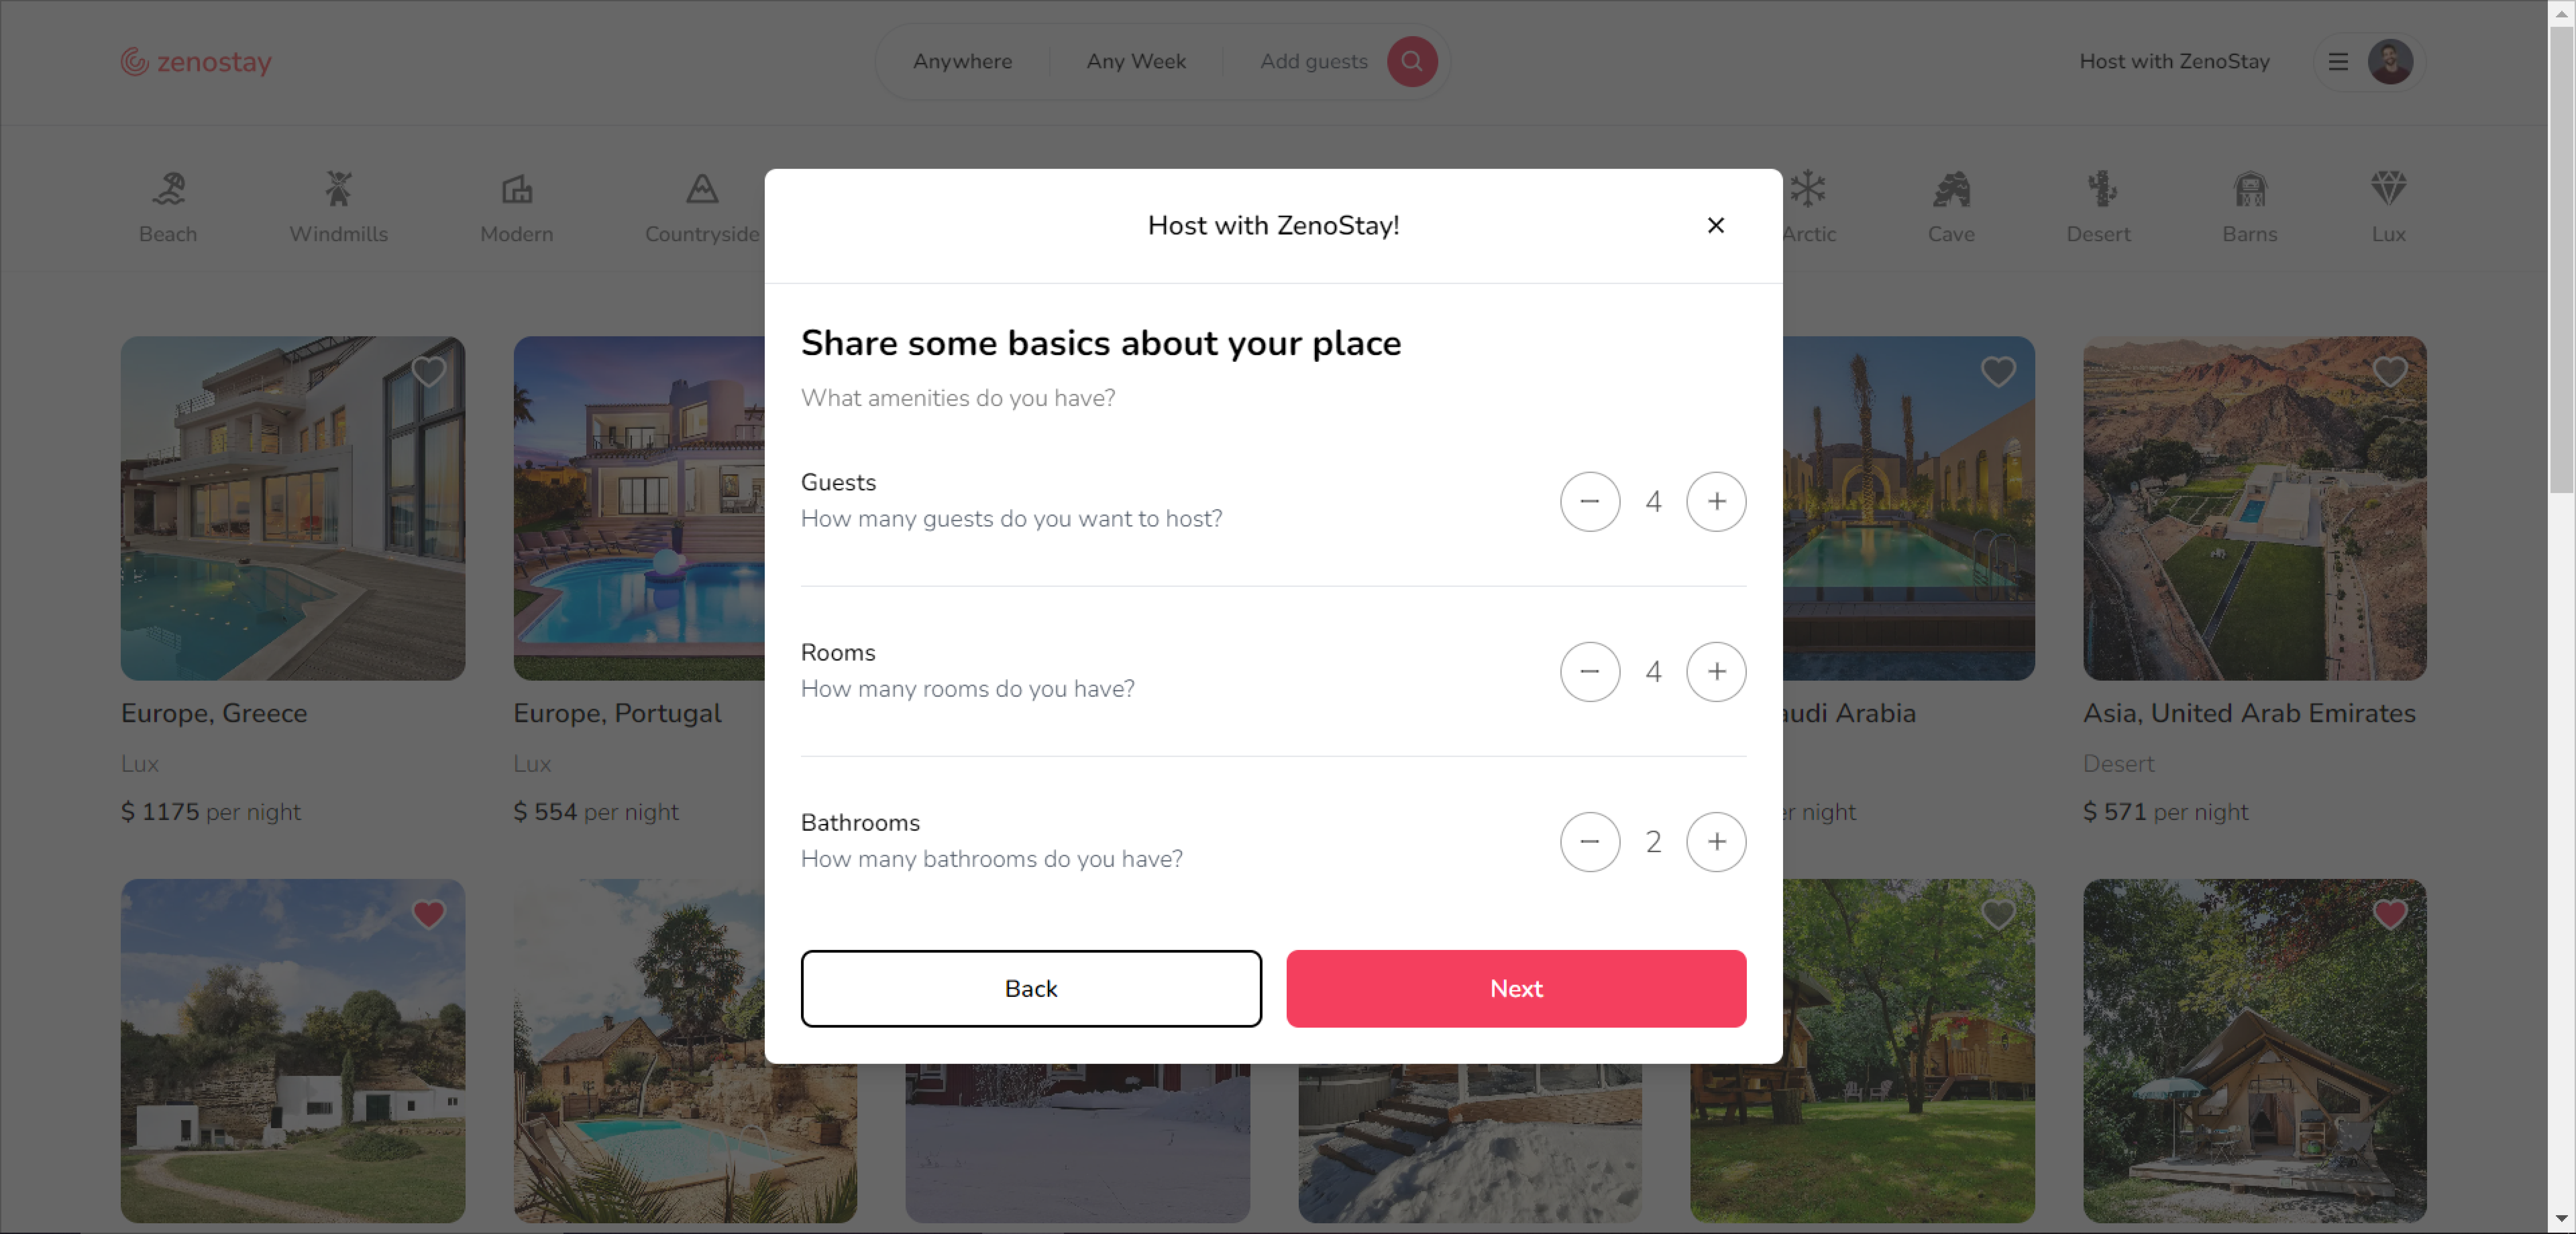 zenostay
Anywhere
Any Week
Add guests
Host with ZenoStay
Beach
Windmills
Modern
Countryside
Arctic
Cave
Desert
Barns
Lux
Host with ZenoStay!
Share some basics about your place
What amenities do you have?
Guests
How many guests do you want to host?
4
Rooms
How many rooms do you have?
4
Bathrooms
How many bathrooms do you have?
2
Back
Next
Europe, Greece
Lux
$ 1175 per night
Europe, Portugal
Lux
$ 554 per night
audi Arabia
night
Asia, United Arab Emirates
Desert
$ 571 per night